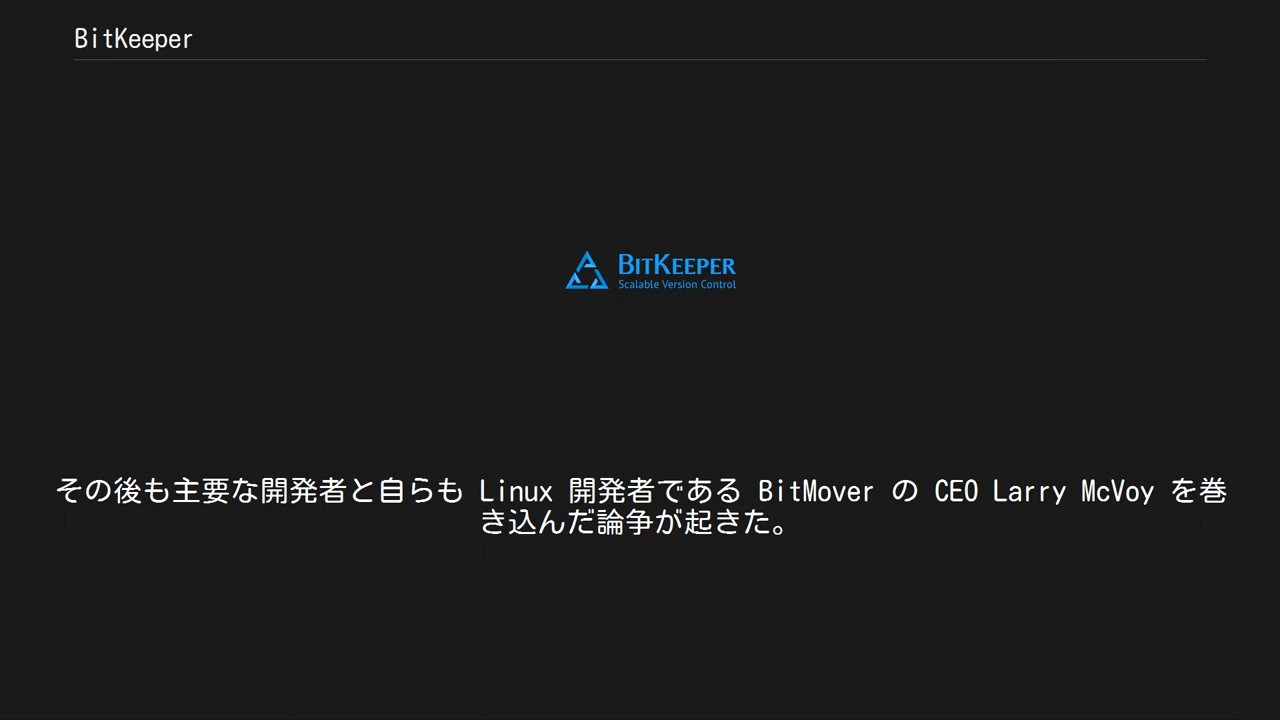 BitKeeper
BITKEEPER
Scalable Version Control
その後も主要な開発者と自らも Linux 開発者である BitMover の CEO Larry McVoy を巻
き込んだ論争が起きた。